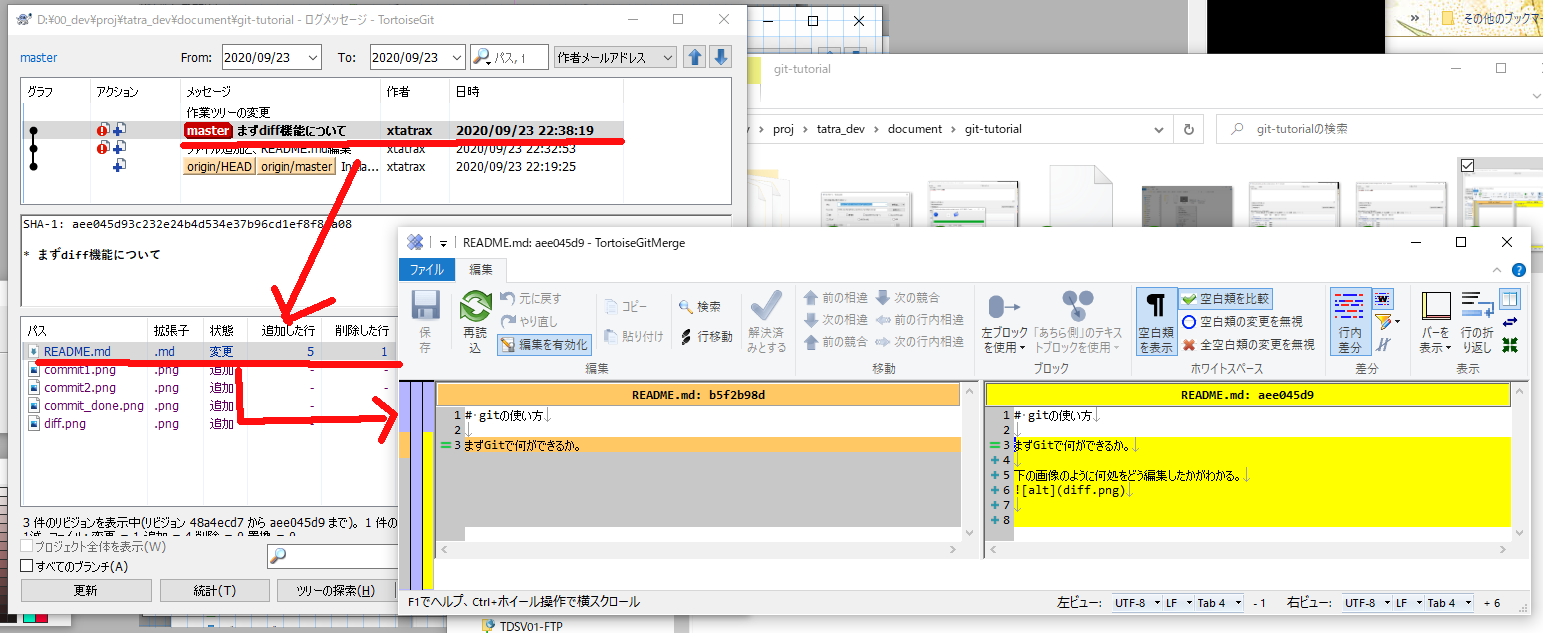 D:¥00_dev¥proj¥tatra_dev¥document¥git-tutorial - ログメッセージ - TortoiseGit
master From: 2020/09/23 To: 2020/09/23 パス, 作者メールアドレス
グラフ アクション メッセージ 作者 日時
作業ツリーの変更
master まずdiff機能について xtatrax 2020/09/23 22:38:19
ファイル追加と、README.md編集 xtatrax 2020/09/23 22:32:53
origin/HEAD origin/master xtatrax 2020/09/23 22:19:25
SHA-1:
* まずdiff機能について
パス 拡張子 状態 追加した行 削除した行
README.md .md 変更 5 1
commit1.png .png 追加 - -
commit2.png .png 追加 - -
commit_done.png .png 追加 -
diff.png .png 追加
3 件のリビジョンを表示中(リビジョン 48a4ecd7 から aee045d9 まで)。1 件の
プロジェクト全体を表示(W)
すべてのブランチ(A)
更新 統計(T) ツリーの探索(H)
その他のブックマー
git-tutorial
proj > tatra_dev > document > git-tutorial
git-tutorialの検索
README.md: aee045d9 - TortoiseGitMerge
ファイル 編集
保存
再読込
元に戻す
やり直し
編集を有効化
コピー
貼り付け
検索
行移動
編集
解決済みとする
前の相違 次の競合
次の相違 前の行内相違
前の競合 次の行内相違
移動
左ブロックを使用
「あちら側」のテキストブロックを使用
ブロック
空白類を表示
空白類を比較
空白類の変更を無視
全空白類の変更を無視
ホワイトスペース
行内差分
差分
バーを表示
行の折り返し
表示
README.md: b5f2b98d
1 #·gitの使い方↓
2 ↓
3 まずGitで何ができるか。
README.md: aee045d9
1 #·gitの使い方↓
2 ↓
3 まずGitで何ができるか。↓
4 ↓
5 下の画像のように何処をどう編集したかがわかる。↓
6 ![alt](diff.png)↓
7 ↓
8
F1でヘルプ、Ctrl+ホイール操作で横スクロール
左ビュー: UTF-8 LF Tab 4 - 1 右ビュー: UTF-8 LF Tab 4 + 6
TDSV01-FTP